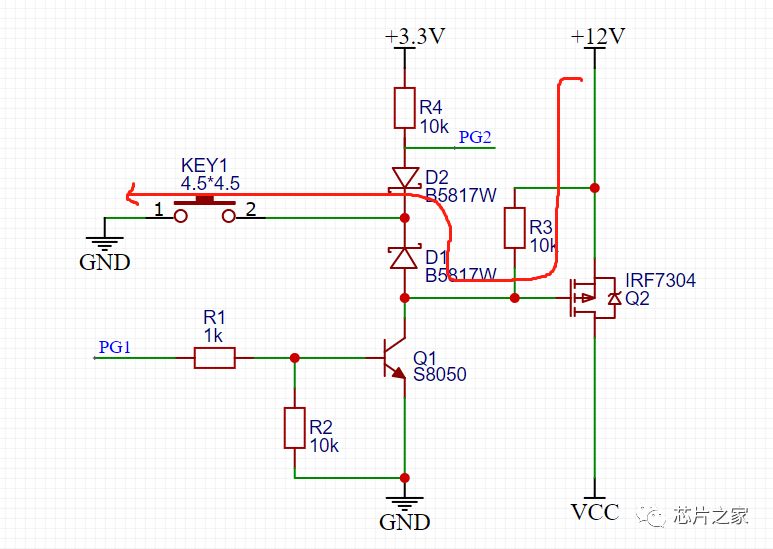 +3.3V
+12V
R4
10k
PG2
KEY1
4.5*4.5
D2
B5817W
1
2
R3
10k
GND
D1
B5817W
IRF7304
Q2
R1
1k
PG1
Q1
S8050
R2
10k
GND
VCC
芯片之家